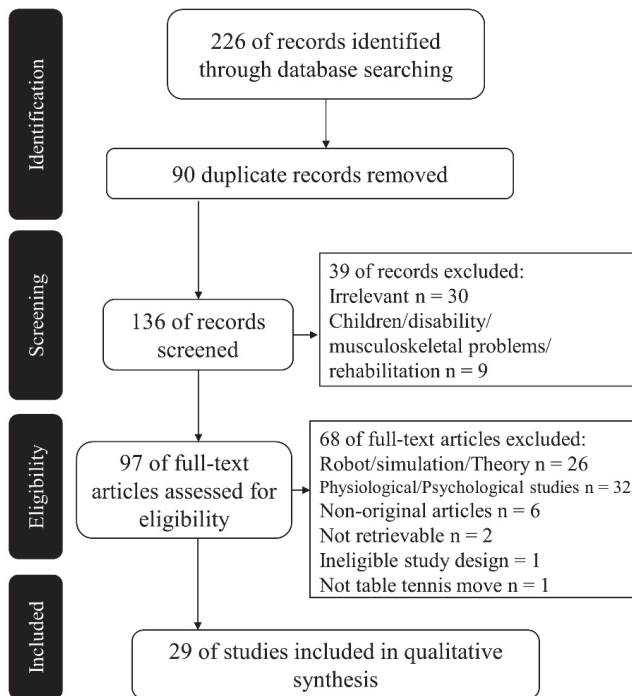 Identification
226 of records identified
through database searching
90 duplicate records removed
Screening
136 of records
screened
39 of records excluded:
Irrelevant n = 30
Children/disability/
musculoskeletal problems/
rehabilitation n = 9
Eligibility
97 of full-text
articles assessed for
eligibility
68 of full-text articles excluded:
Robot/simulation/Theory n = 26
Physiological/Psychological studies n = 32
Non-original articles n = 6
Not retrievable n = 2
Ineligible study design n = 1
Not table tennis move n = 1
Included
29 of studies included in qualitative
synthesis